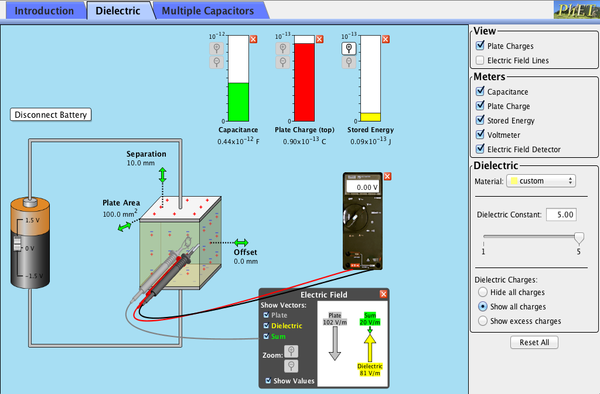 Introduction
Dielectric
Multiple Capacitors
PhET
Disconnect Battery
10-12
0
Capacitance
0.44x10-12 F
10-13
0
Plate Charge (top)
0.90x10-13 C
10-13
0
Stored Energy
0.09x10-13 J
Separation
10.0 mm
Plate Area
100.0 mm2
Offset
0.0 mm
1.5 V
0 V
-1.5 V
0.00 V
Electric Field
Show Vectors:
Plate
Dielectric
Sum
Zoom:
Show Values
Plate
102 V/m
Sum
20 V/m
Dielectric
81 V/m
View
Plate Charges
Electric Field Lines
Meters
Capacitance
Plate Charge
Stored Energy
Voltmeter
Electric Field Detector
Dielectric
Material: custom
Dielectric Constant: 5.00
1 5
Dielectric Charges:
Hide all charges
Show all charges
Show excess charges
Reset All